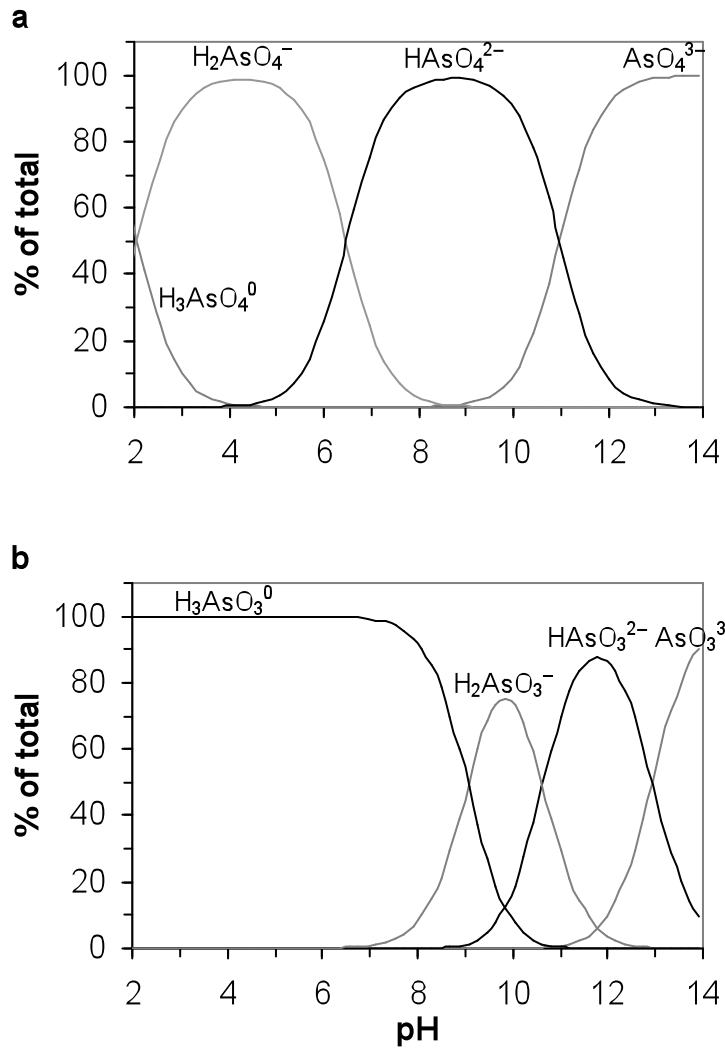 a
H₂AsO₄⁻ HAsO₄²⁻ AsO₄³⁻
100
80
60
40
20
0
% of total
H₃AsO₄⁰
2 4 6 8 10 12 14
b
H₃AsO₃⁰
HAsO₃²⁻ AsO₃³
H₂AsO₃⁻
100
80
60
40
20
0
% of total
2 4 6 8 10 12 14
pH